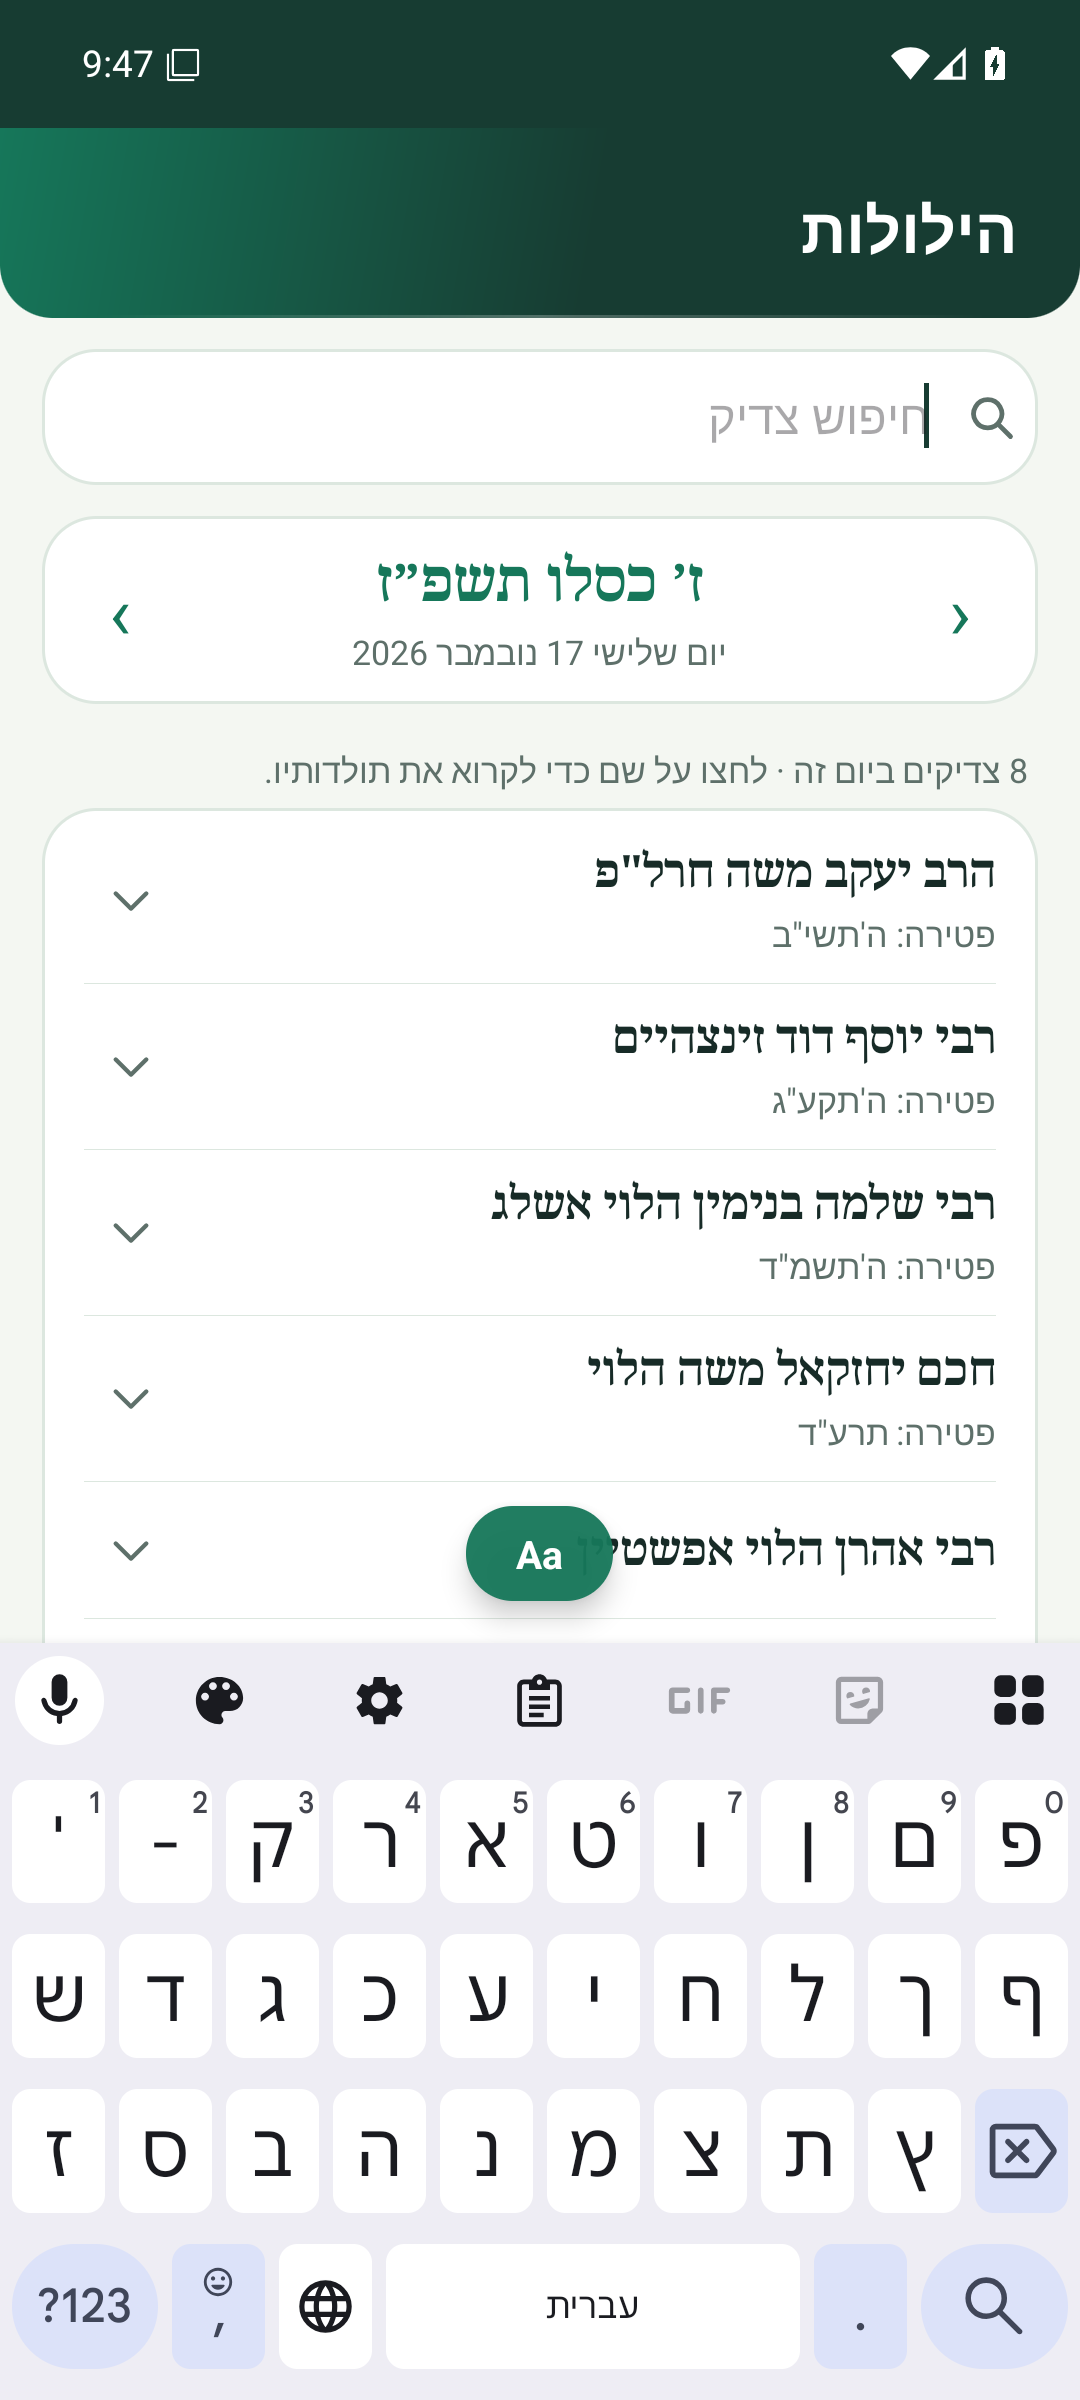 9:47
הילולות
חיפוש צדיק
ז׳ כסלו תשפ״ז
יום שלישי 17 נובמבר 2026
8 צדיקים ביום זה · לחצו על שם כדי לקרוא את תולדותיו.
הרב יעקב משה חרל"פ
פטירה: ה'תשי"ב
רבי יוסף דוד זינצהיים
פטירה: ה'תקע"ג
רבי שלמה בנימין הלוי אשלג
פטירה: ה'תשמ"ד
חכם יחזקאל משה הלוי
פטירה: תרע"ד
רבי אהרן הלוי אפשטיין
Aa
GIF
1 2 3 4 5 6 7 8 9 0
' - ק ר א ט ו ן ם פ
ש ד ג כ ע י ח ל ך ף
ז ס ב ה נ מ צ ת ץ
?123 , עברית .